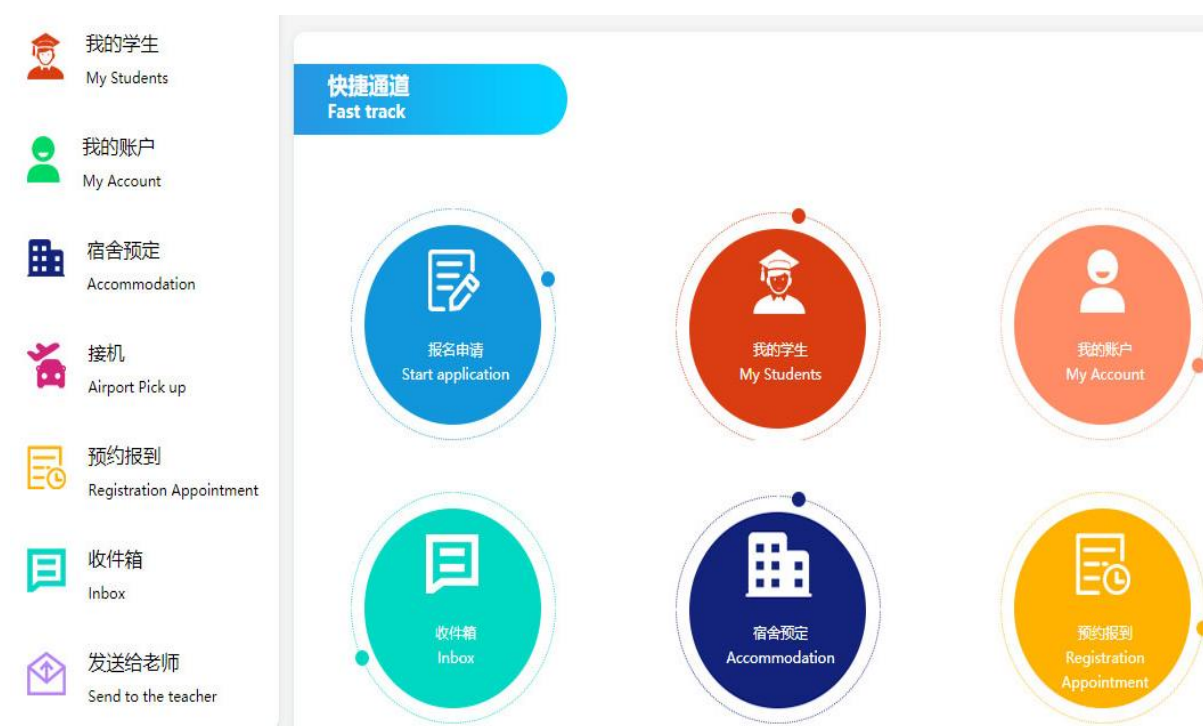 我的学生
My Students
我的账户
My Account
宿舍预定
Accommodation
接机
Airport Pick up
预约报到
Registration Appointment
收件箱
Inbox
发送给老师
Send to the teacher
快捷通道
Fast track
报名申请
Start application
我的学生
My Students
我的账户
My Account
收件箱
Inbox
宿舍预定
Accommodation
预约报到
Registration
Appointment